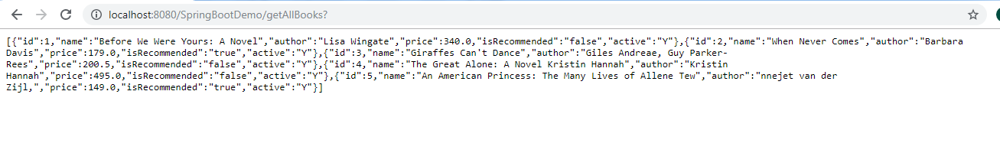 localhost:8080/SpringBootDemo/getAllBooks?
[{"id":1,"name":"Before We Were Yours: A Novel","author":"Lisa Wingate","price":340.0,"isRecommended":"false","active":"Y"},{"id":2,"name":"When Never Comes","author":"Barbara
Davis","price":179.0,"isRecommended":"true","active":"Y"},{"id":3,"name":"Giraffes Can't Dance","author":"Giles Andreae, Guy Parker-
Rees","price":200.5,"isRecommended":"false","active":"Y"},{"id":4,"name":"The Great Alone: A Novel Kristin Hannah","author":"Kristin
Hannah","price":495.0,"isRecommended":"false","active":"Y"},{"id":5,"name":"An American Princess: The Many Lives of Allene Tew","author":"nnejet van der
Zijl,","price":149.0,"isRecommended":"true","active":"Y"}]